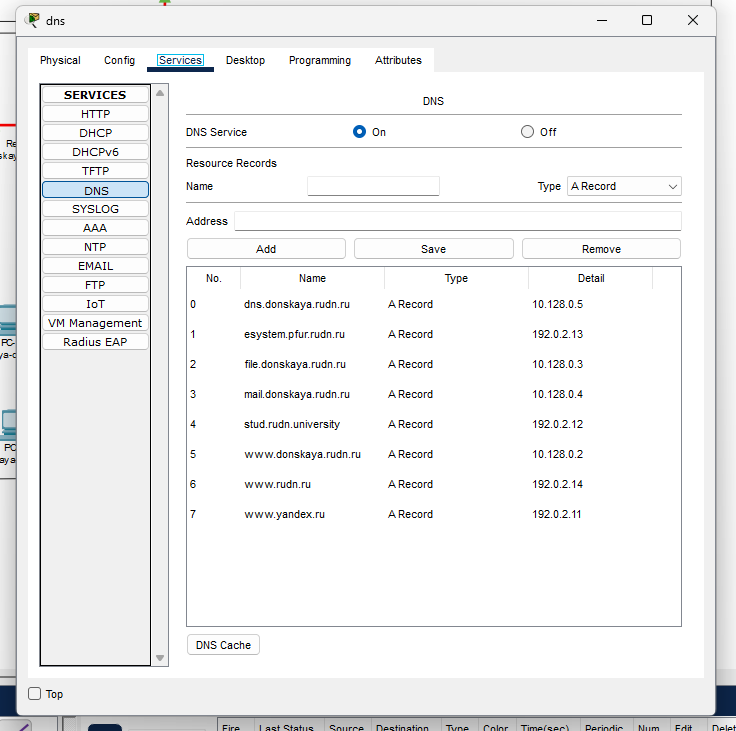 dns
Physical Config Services Desktop Programming Attributes
SERVICES
HTTP
DHCP
DHCPv6
TFTP
DNS
SYSLOG
AAA
NTP
EMAIL
FTP
IoT
VM Management
Radius EAP
DNS
DNS Service On Off
Resource Records
Name Type A Record
Address
Add Save Remove
No. Name Type Detail
0 dns.donskaya.rudn.ru A Record 10.128.0.5
1 esystem.pfur.rudn.ru A Record 192.0.2.13
2 file.donskaya.rudn.ru A Record 10.128.0.3
3 mail.donskaya.rudn.ru A Record 10.128.0.4
4 stud.rudn.university A Record 192.0.2.12
5 www.donskaya.rudn.ru A Record 10.128.0.2
6 www.rudn.ru A Record 192.0.2.14
7 www.yandex.ru A Record 192.0.2.11
DNS Cache
Top
Fire Last Status Source Destination Type Color Time(sec) Periodic Num Edit Delet